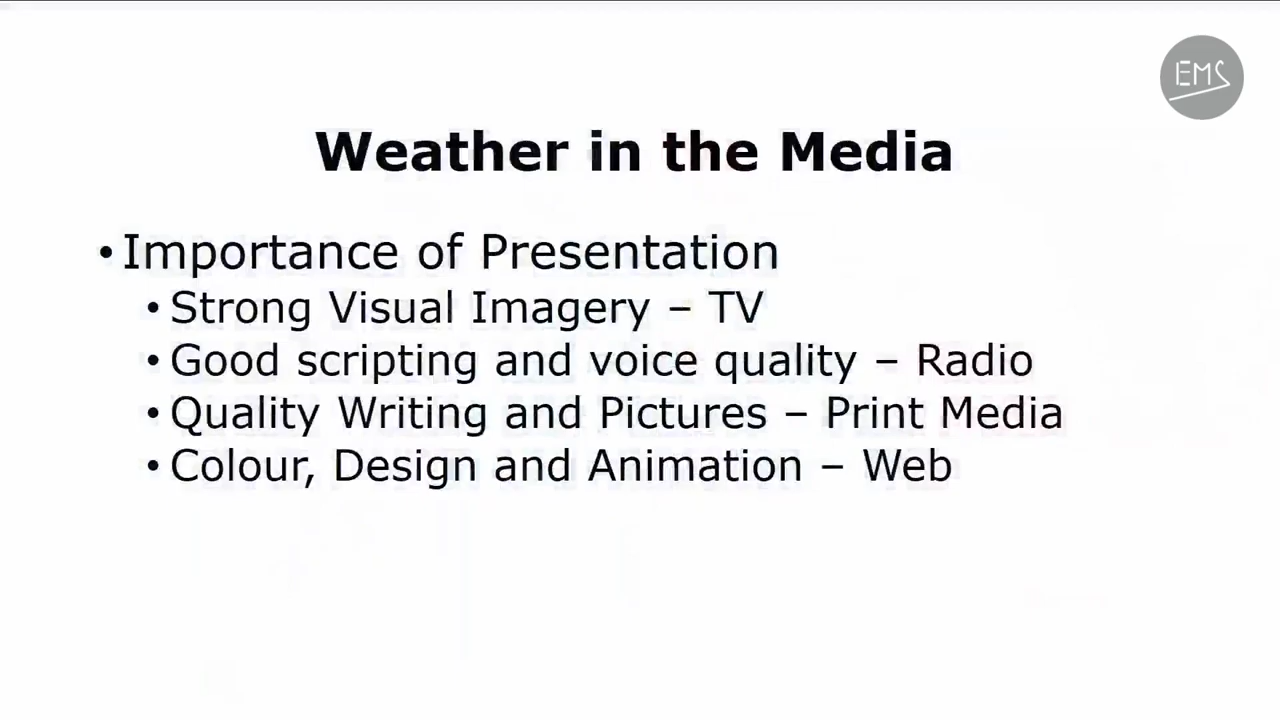 EMS
Weather in the Media
• Importance of Presentation
• Strong Visual Imagery – TV
• Good scripting and voice quality – Radio
• Quality Writing and Pictures – Print Media
• Colour, Design and Animation – Web